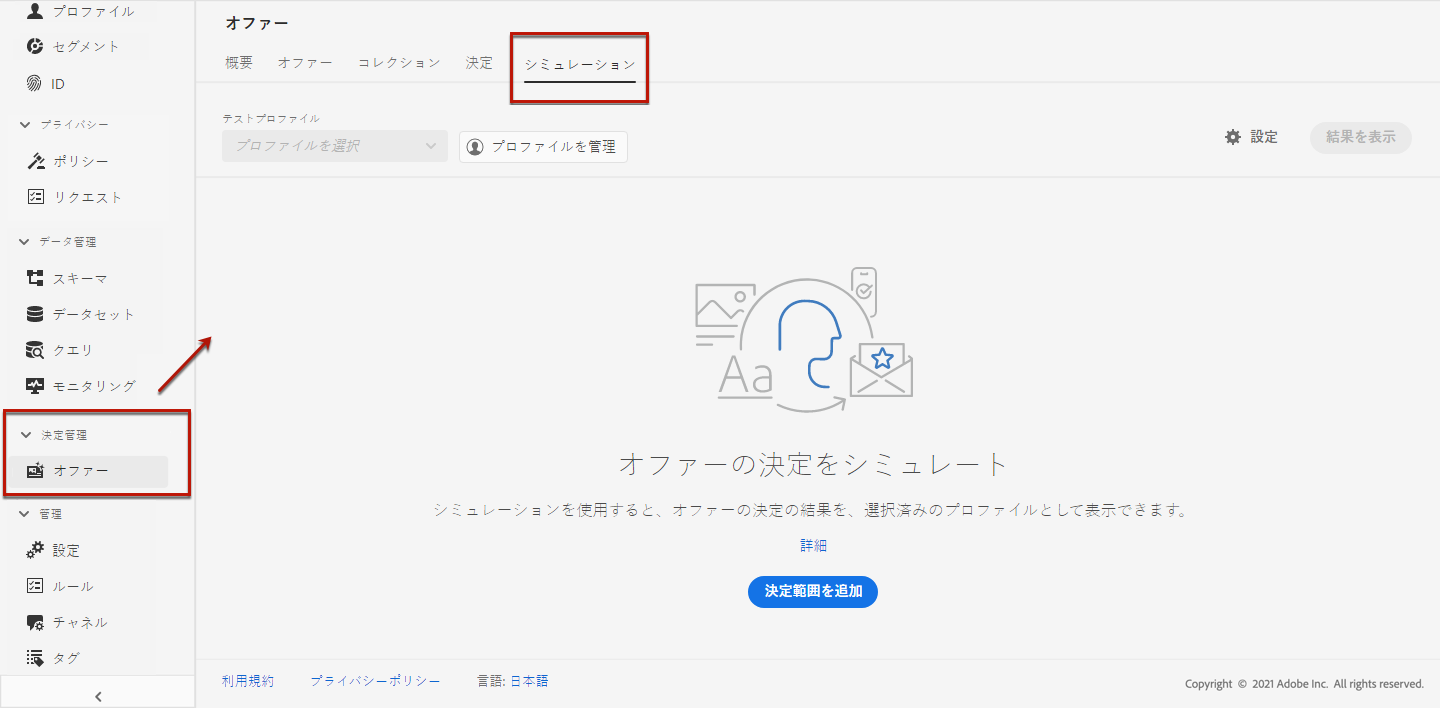 プロファイル
セグメント
ID
プライバシー
ポリシー
リクエスト
データ管理
スキーマ
データセット
クエリ
モニタリング
決定管理
オファー
管理
設定
ルール
チャネル
タグ
オファー
概要 オファー コレクション 決定 シミュレーション
テストプロファイル
プロファイルを選択 プロファイルを管理 設定 結果を表示
Aa
オファーの決定をシミュレート
シミュレーションを使用すると、オファーの決定の結果を、選択済みのプロファイルとして表示できます。
詳細
決定範囲を追加
利用規約 プライバシーポリシー 言語: 日本語 Copyright © 2021 Adobe Inc. All rights reserved.